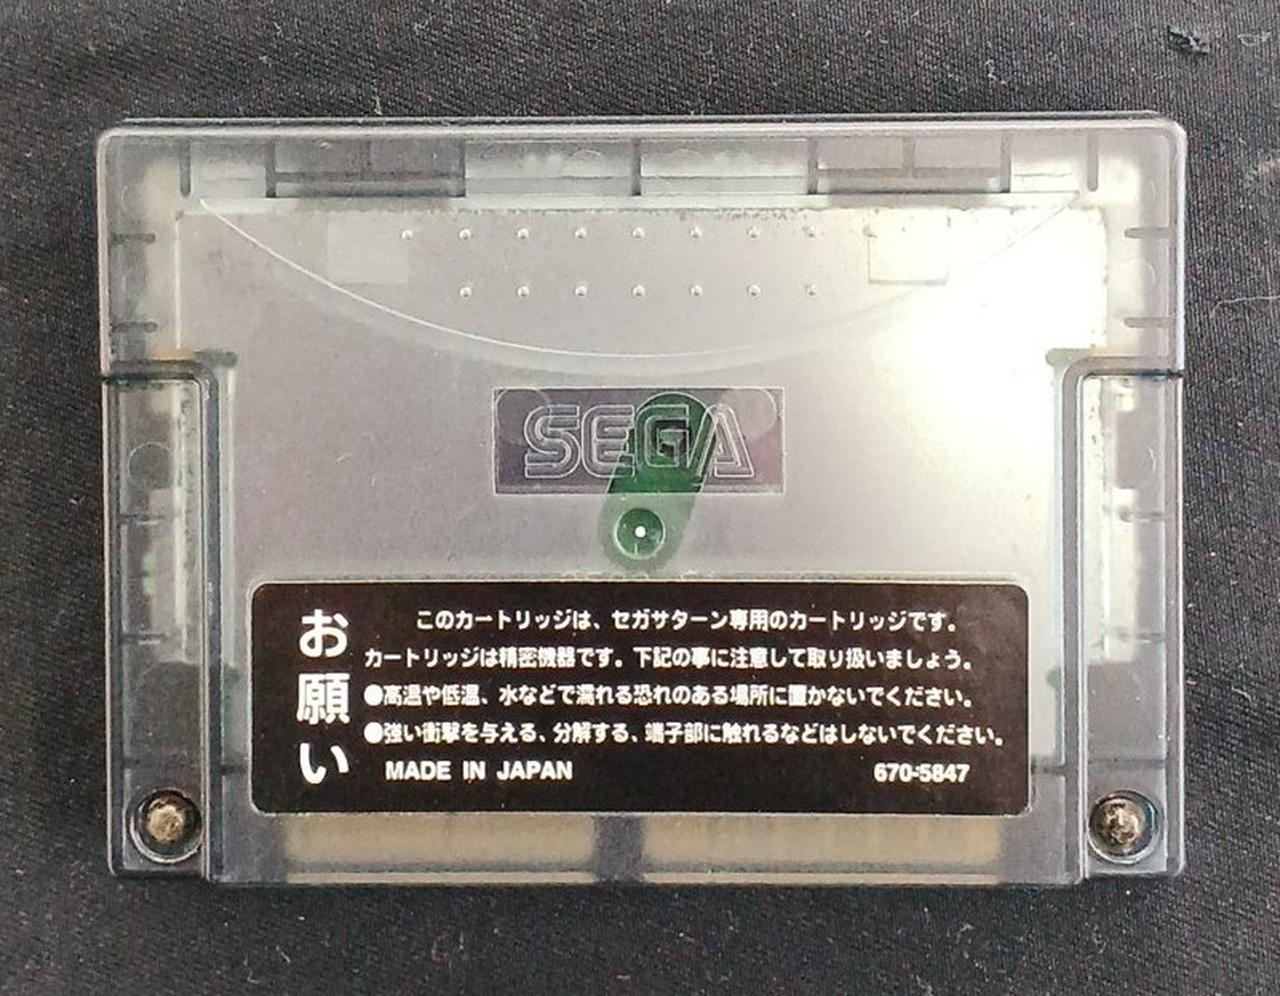 SEGA
お願い
このカートリッジは、セガサターン専用のカートリッジです。
カートリッジは精密機器です。下記の事に注意して取り扱いましょう。
●高温や低温、水などで濡れる恐れのある場所に置かないでください。
●強い衝撃を与える、分解する、端子部に触れるなどはしないでください。
MADE IN JAPAN 670-5847